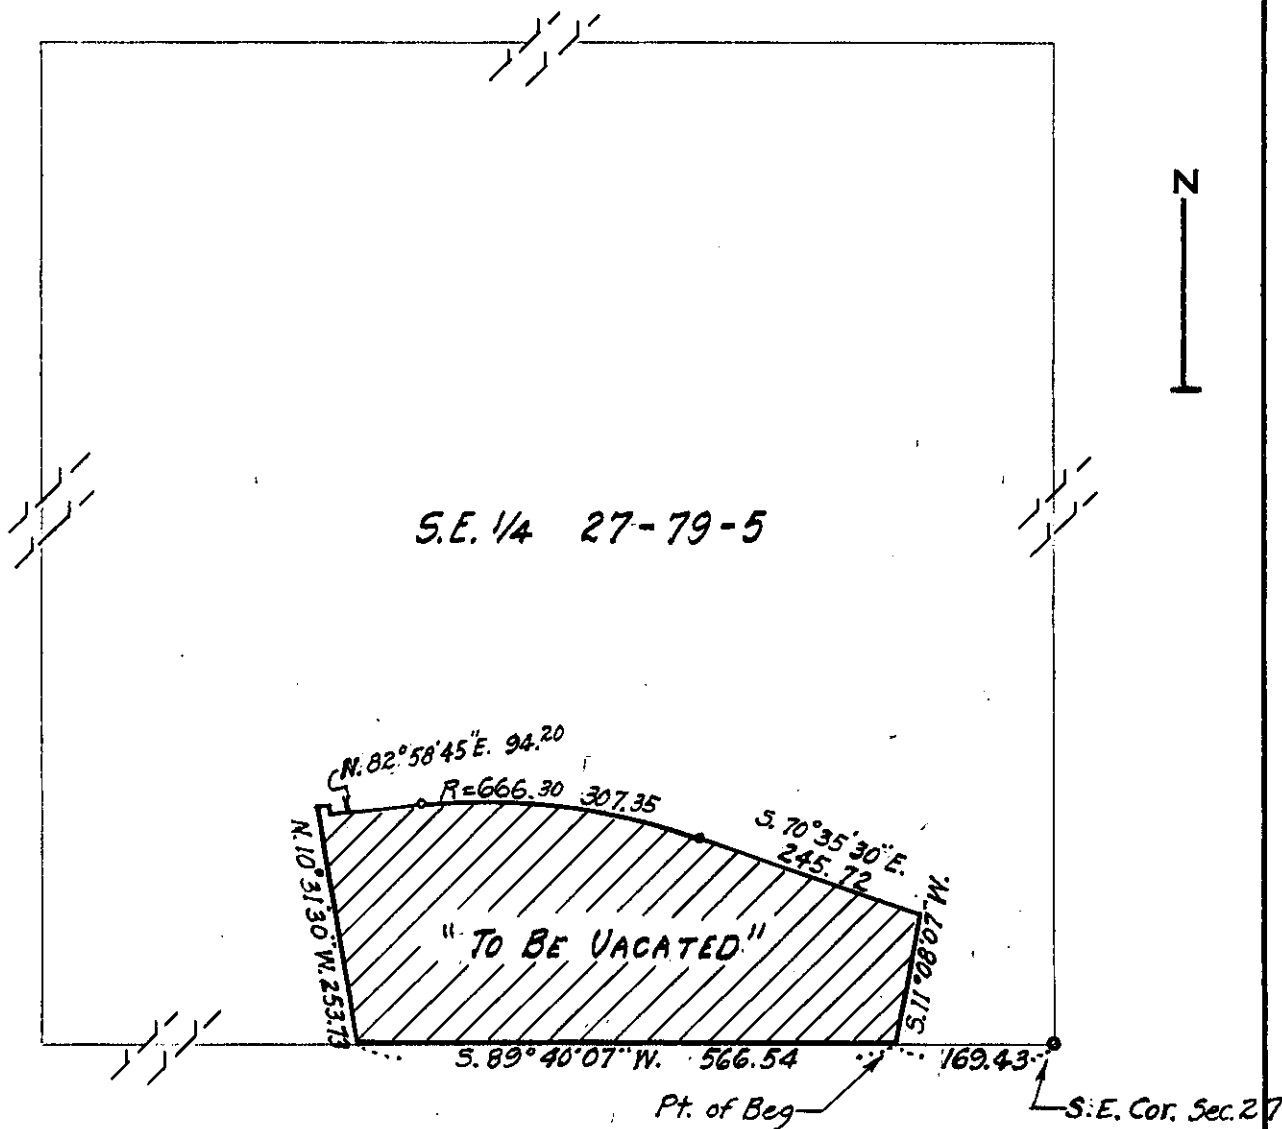 N
S.E. 1/4 27-79-5
N. 82° 58' 45" E. 94.20
R=666.30 307.35
S. 70° 35' 30" E.
245.72
N. 10° 31' 30" W. 253.73
"TO BE VACATED"
S. 11° 08' 07" W.
S. 89° 40' 07" W. 566.54
169.43
Pt. of Beg
S.E. Cor. Sec. 27